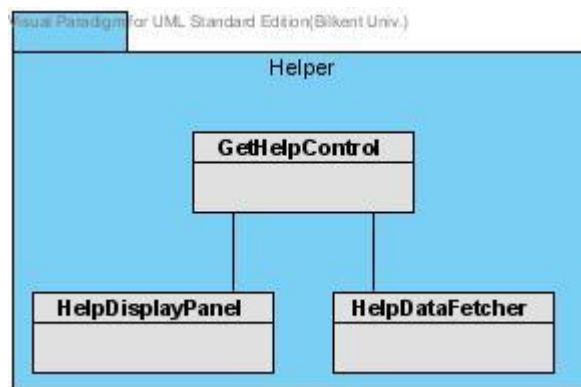 Visual Paradigm for UML Standard Edition(Bilkent Univ.)
Helper
GetHelpControl
HelpDisplayPanel
HelpDataFetcher